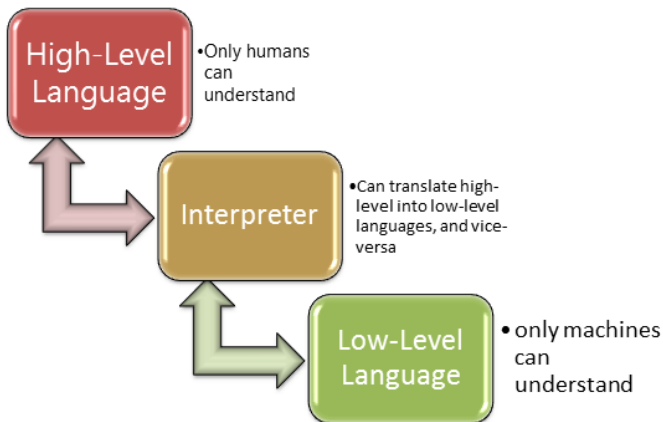 High-Level
Language
•Only humans
can
understand
Interpreter
•Can translate high-
level into low-level
languages, and vice-
versa
Low-Level
Language
• only machines
can
understand